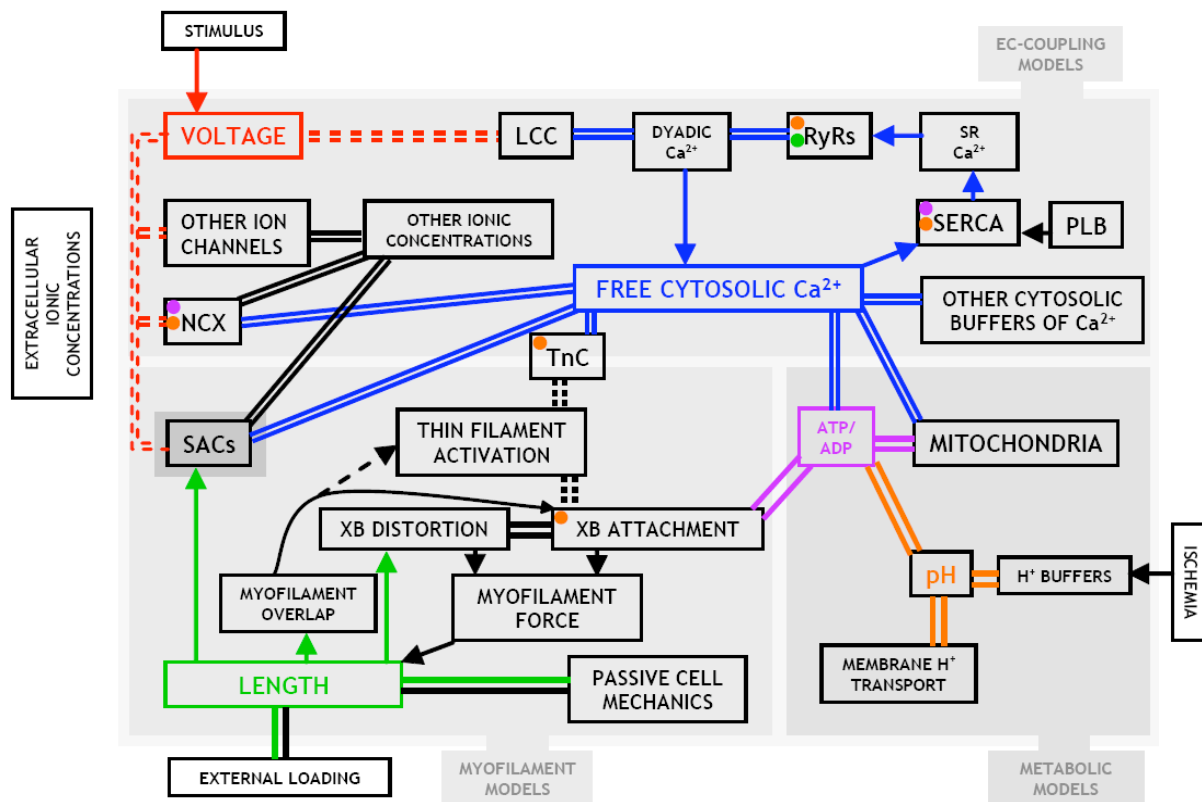 STIMULUS
EC-COUPLING
MODELS
VOLTAGE
LCC
DYADIC
Ca²⁺
RyRs
SR
Ca²⁺
EXTRACELLULAR
IONIC
CONCENTRATIONS
OTHER ION
CHANNELS
OTHER IONIC
CONCENTRATIONS
SERCA
PLB
FREE CYTOSOLIC Ca²⁺
OTHER CYTOSOLIC
BUFFERS OF Ca²⁺
NCX
TnC
SACs
THIN FILAMENT
ACTIVATION
ATP/
ADP
MITOCHONDRIA
XB DISTORTION
XB ATTACHMENT
MYOFILAMENT
OVERLAP
MYOFILAMENT
FORCE
pH
H⁺ BUFFERS
ISCHEMIA
LENGTH
PASSIVE CELL
MECHANICS
MEMBRANE H⁺
TRANSPORT
EXTERNAL LOADING
MYOFILAMENT
MODELS
METABOLIC
MODELS